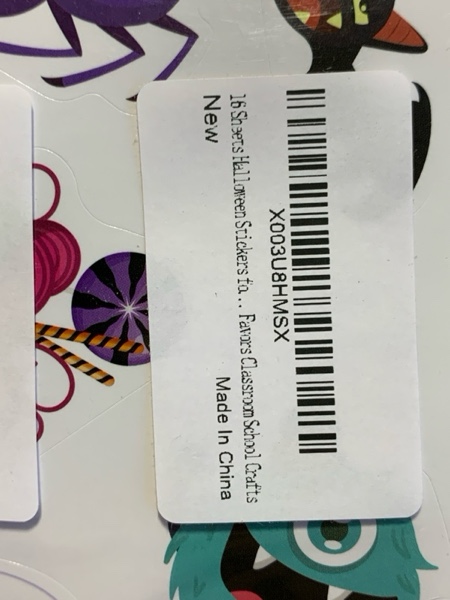 X003U8HMSX
16 Sheets Halloween Stickers fo... Favors Classroom School Crafts
New
Made In China